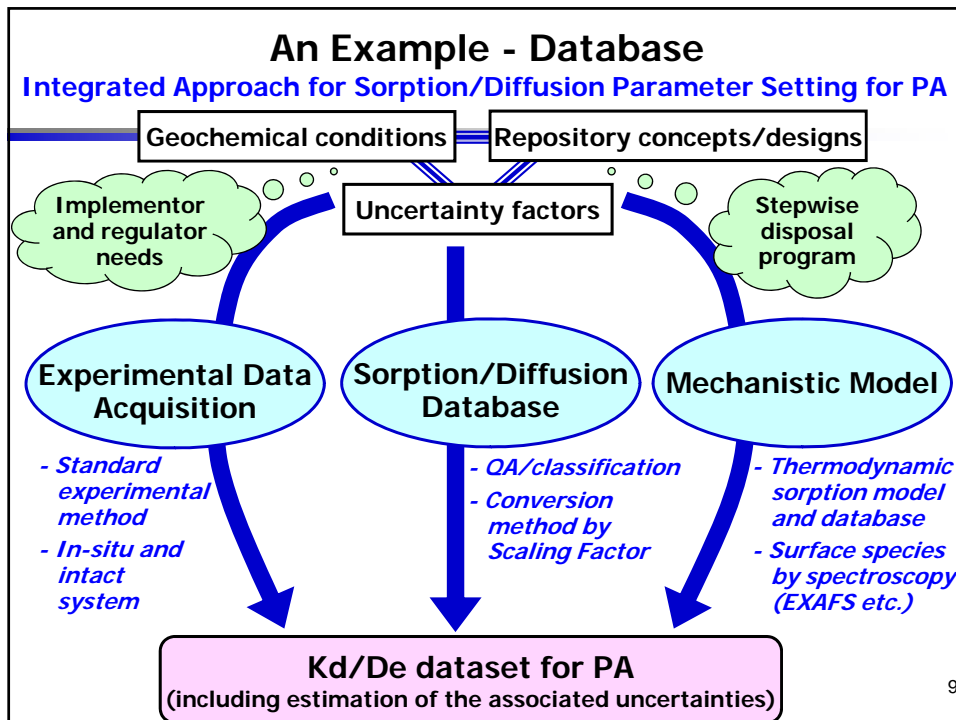 An Example - Database
Integrated Approach for Sorption/Diffusion Parameter Setting for PA
Geochemical conditions
Repository concepts/designs
Implementor
and regulator
needs
Uncertainty factors
Stepwise
disposal
program
Experimental Data
Acquisition
Sorption/Diffusion
Database
Mechanistic Model
- Standard
experimental
method
- In-situ and
intact
system
- QA/classification
- Conversion
method by
Scaling Factor
- Thermodynamic
sorption model
and database
- Surface species
by spectroscopy
(EXAFS etc.)
Kd/De dataset for PA
(including estimation of the associated uncertainties)
9